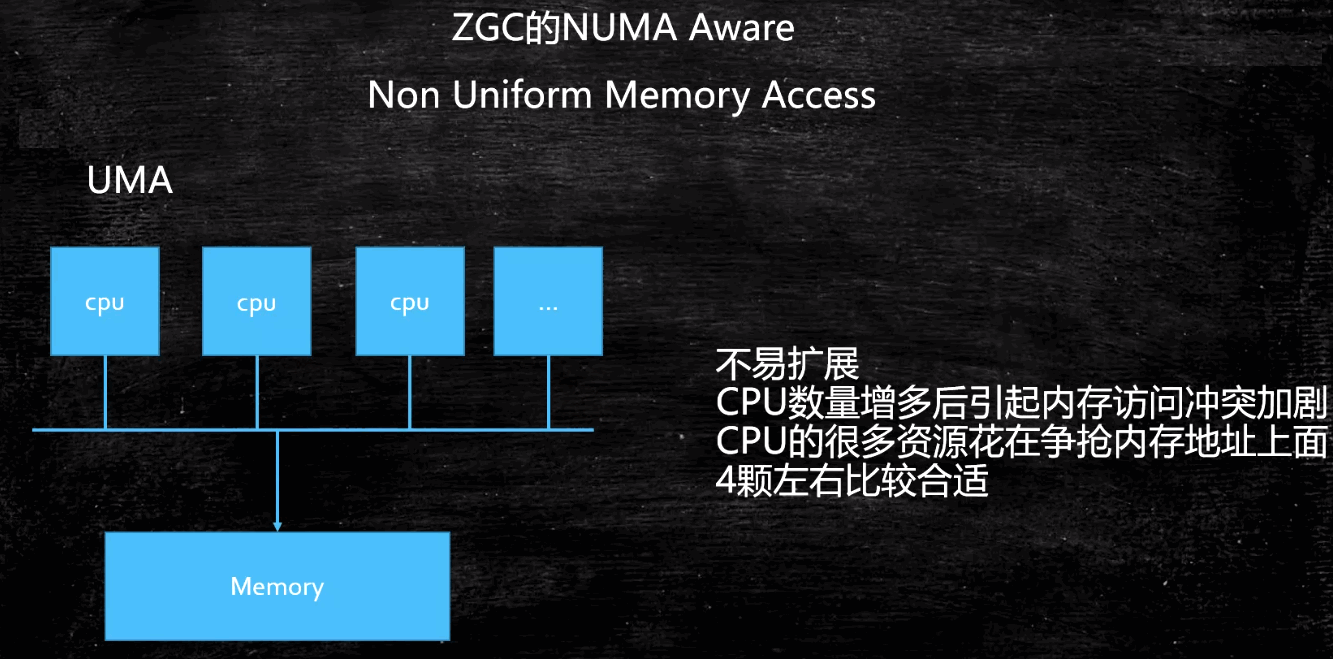 ZGC的NUMA Aware
Non Uniform Memory Access
UMA
cpu
cpu
cpu
...
不易扩展
CPU数量增多后引起内存访问冲突加剧
CPU的很多资源花在争抢内存地址上面
4颗左右比较合适
Memory